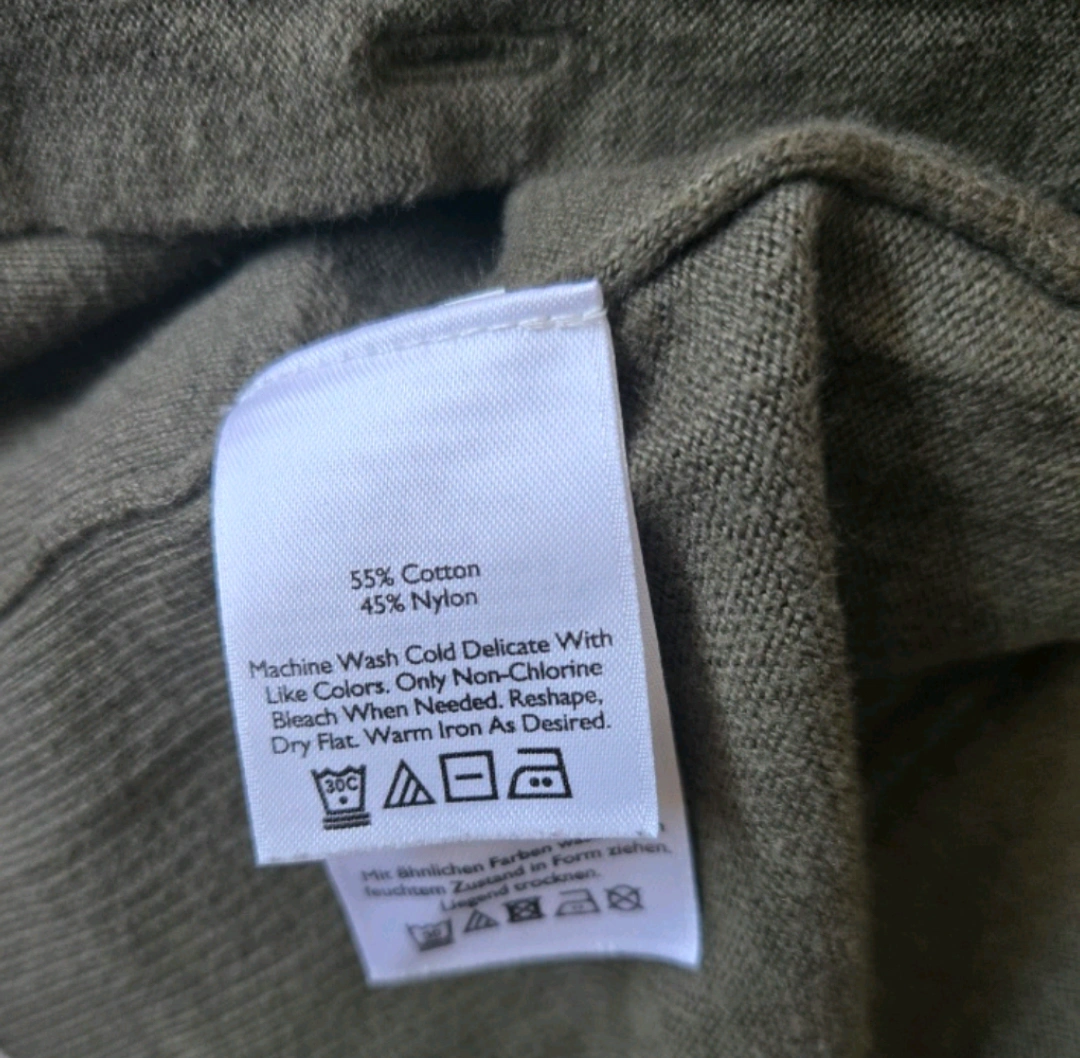 55% Cotton
45% Nylon
Machine Wash Cold Delicate With
Like Colors. Only Non-Chlorine
Bleach When Needed. Reshape,
Dry Flat. Warm Iron As Desired.
30C
Mit ähnlichen Farben
feuchtem Zustand in Form ziehen.
Liegend trocknen.
30